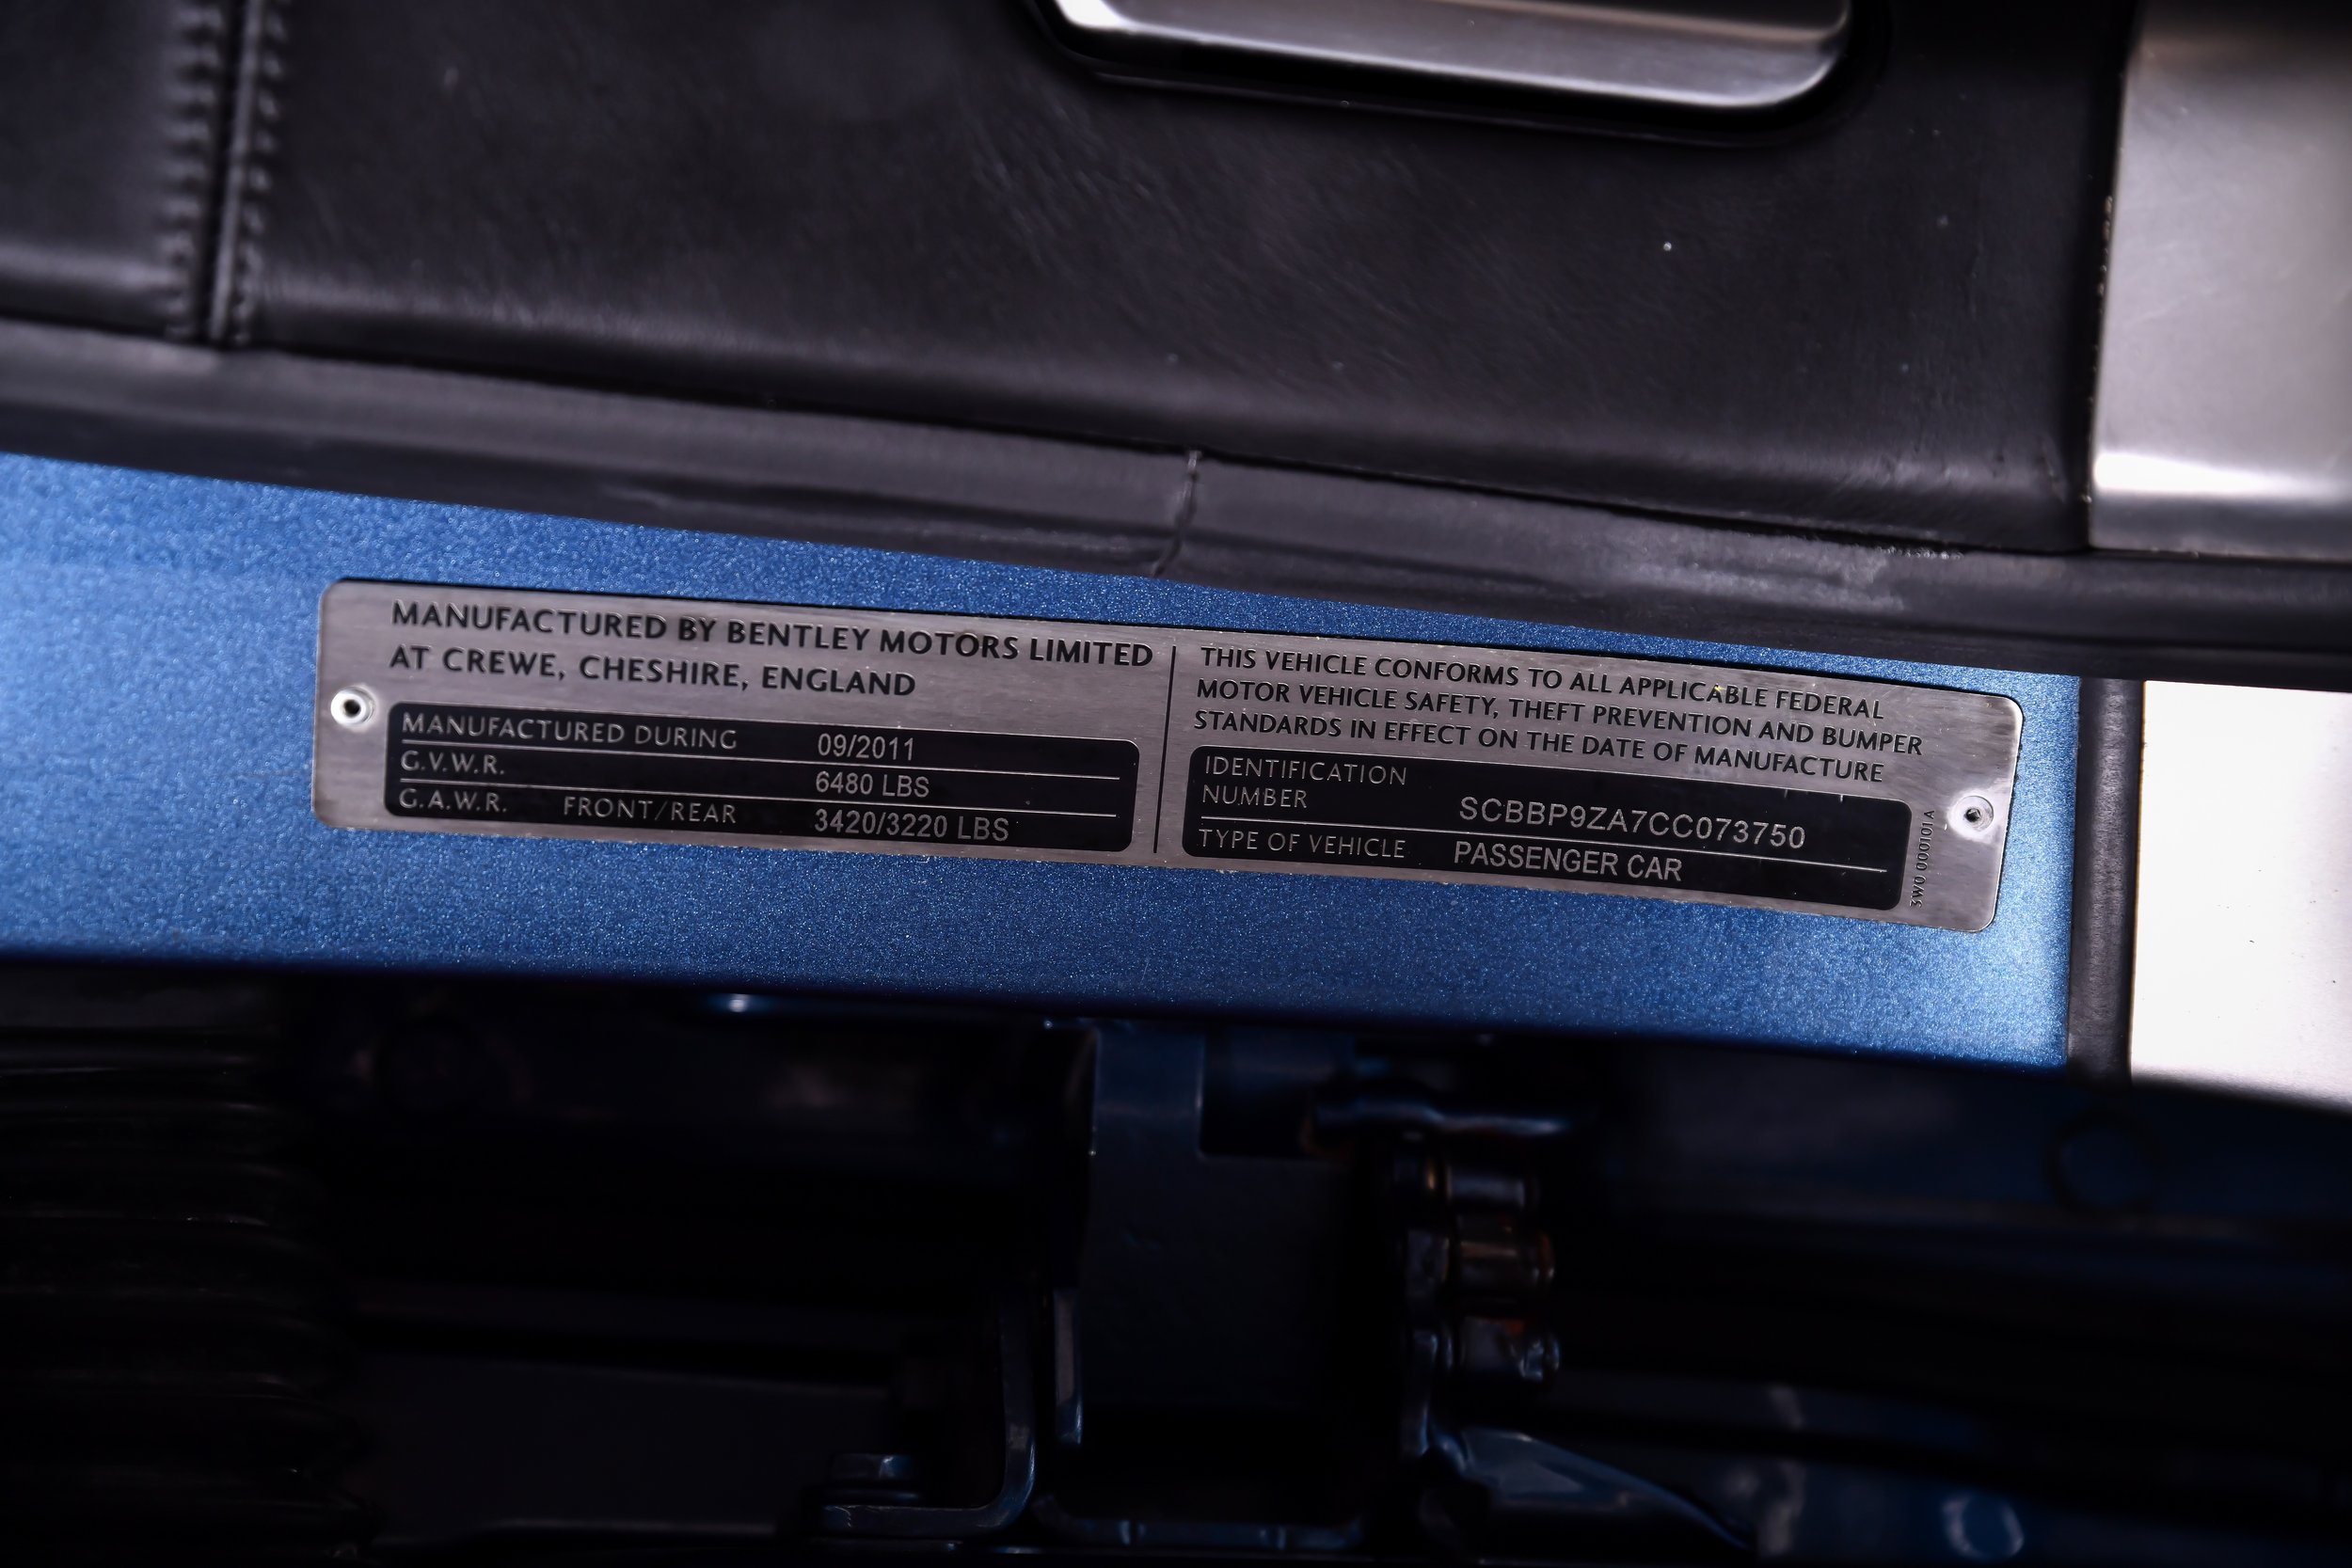 MANUFACTURED BY BENTLEY MOTORS LIMITED
AT CREWE, CHESHIRE, ENGLAND
MANUFACTURED DURING 09/2011
G.V.W.R. 6480 LBS
G.A.W.R. FRONT/REAR 3420/3220 LBS
THIS VEHICLE CONFORMS TO ALL APPLICABLE FEDERAL
MOTOR VEHICLE SAFETY, THEFT PREVENTION AND BUMPER
STANDARDS IN EFFECT ON THE DATE OF MANUFACTURE
IDENTIFICATION
NUMBER SCBBP9ZA7CC073750
TYPE OF VEHICLE PASSENGER CAR
3W0 000101 A